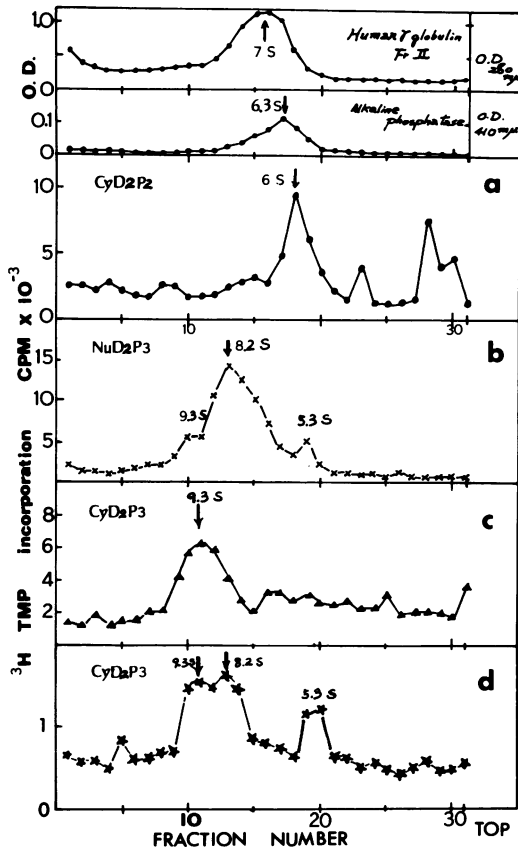 1.0
Human γ globulin
Fr II
7 S
O.D.
280
mμ
0
O.D.
6,3 S
Alkaline
phosphatase
O.D.
410 mμ
0.1
0
CyD2P2
6 S
a
10
5
0
10
20
30
NuD2P3
8.2 S
b
9.3 S
5.3 S
15
10
5
CyD2P3
9.3 S
c
8
6
4
2
CyD2P3
9.3S
8.2 S
5.9 S
d
1
0
³H TMP incorporation CPM x 10⁻³
0
10
20
30
TOP
FRACTION NUMBER